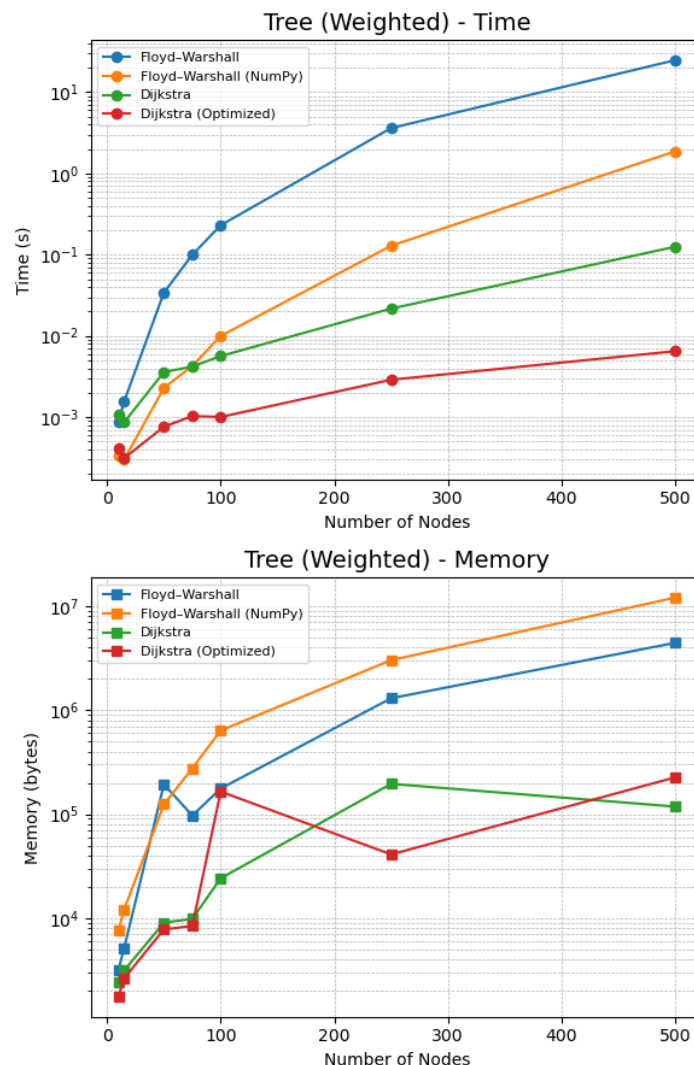 Tree (Weighted) - Time
Floyd–Warshall
Floyd–Warshall (NumPy)
Dijkstra
Dijkstra (Optimized)
10¹
10⁰
10⁻¹
10⁻²
10⁻³
Time (s)
0 100 200 300 400 500
Number of Nodes
Tree (Weighted) - Memory
Floyd-Warshall
Floyd–Warshall (NumPy)
Dijkstra
Dijkstra (Optimized)
10⁷
10⁶
10⁵
10⁴
Memory (bytes)
0 100 200 300 400 500
Number of Nodes